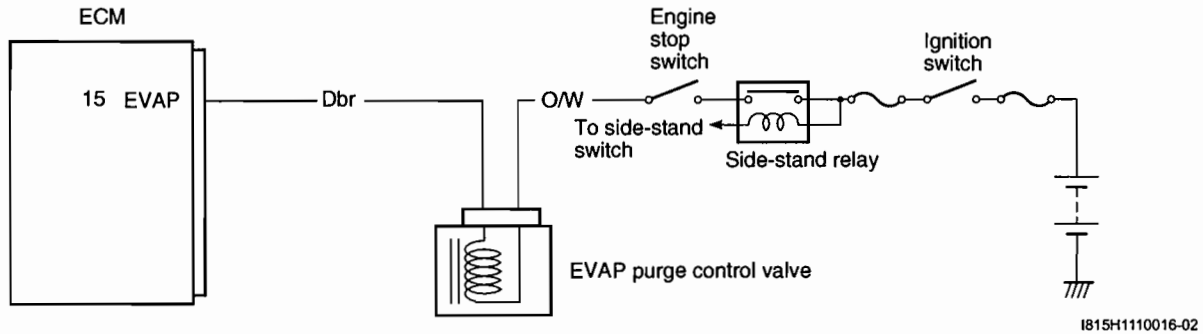 ECM
Engine
stop
switch
Ignition
switch
15 EVAP
Dbr
O/W
To side-stand
switch
Side-stand relay
EVAP purge control valve
I815H1110016-02